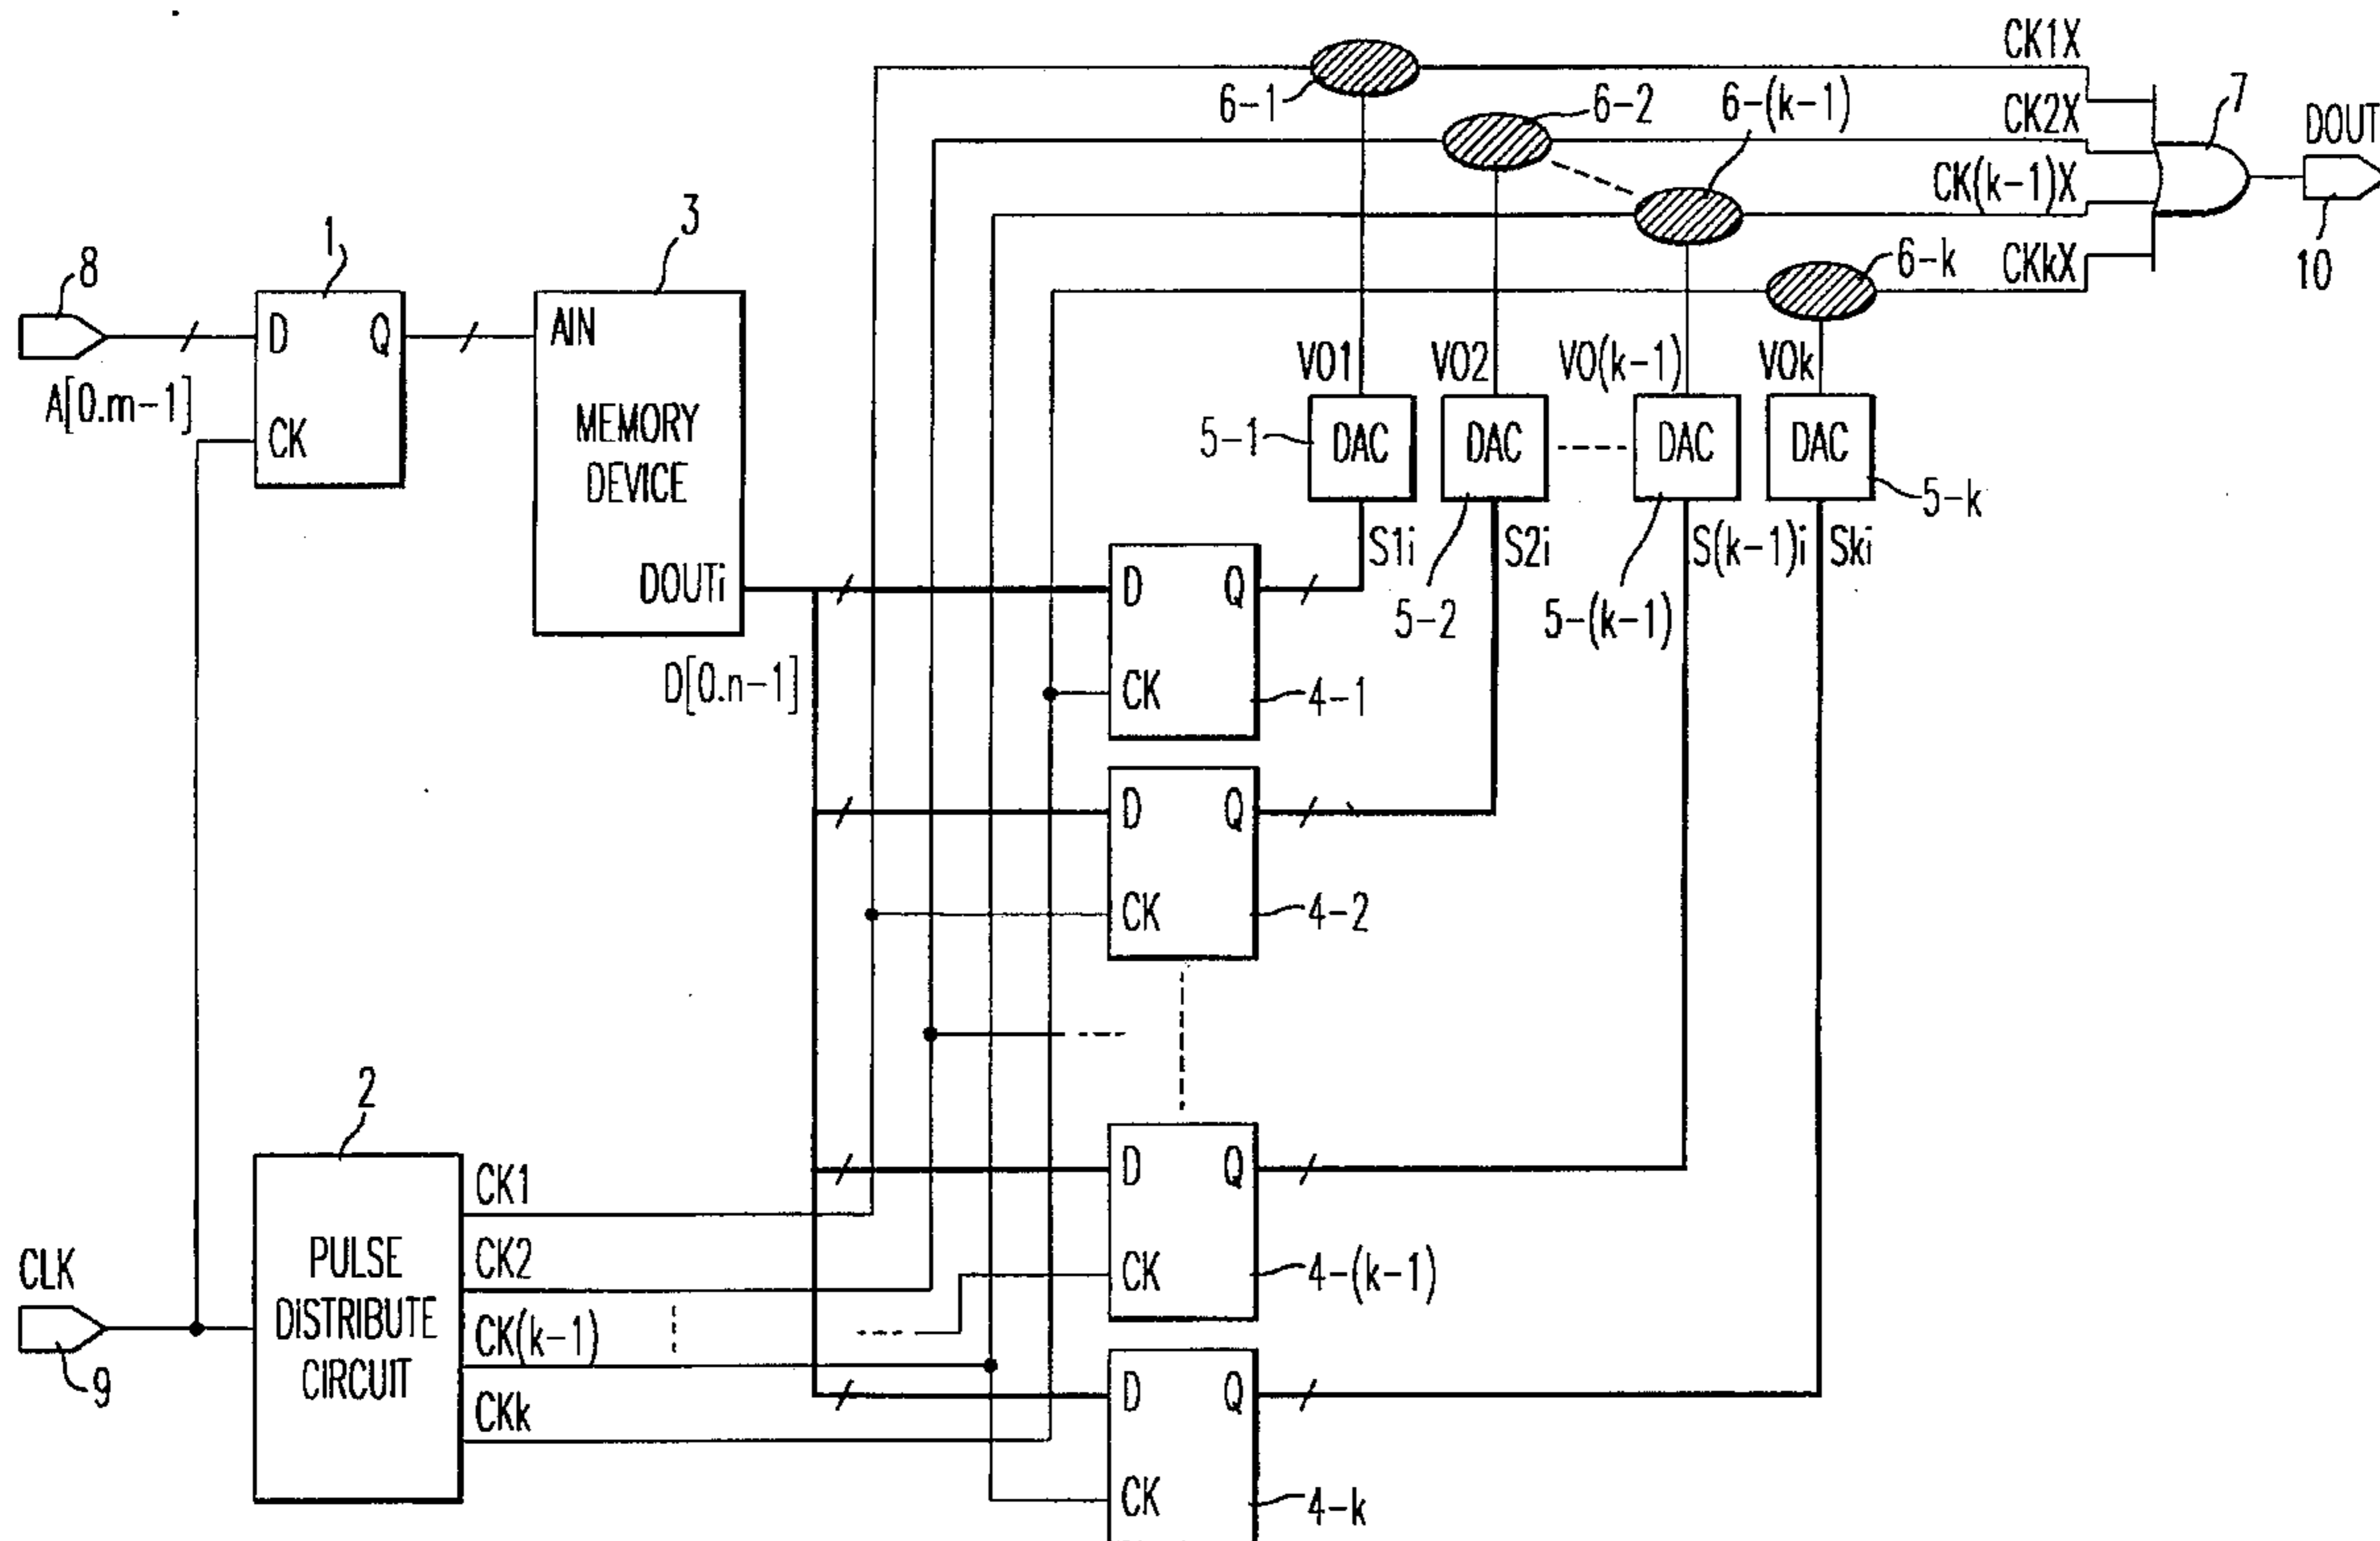 CK1X
6-1
6-2
6-(k-1)
CK2X
7
DOUT
CK(k-1)X
10
CKkX
6-k
8
1
3
D Q
CK
A[0.m-1]
AIN
MEMORY
DEVICE
DOUTi
D[0.n-1]
VO1
VO2
VO(k-1)
VOk
5-1
DAC
DAC
DAC
DAC
5-k
S1i
S2i
S(k-1)i
Ski
5-2
5-(k-1)
D Q
CK
4-1
D Q
CK
4-2
2
PULSE
DISTRIBUTE
CIRCUIT
CK1
CK2
CK(k-1)
CKk
CLK
9
D Q
CK
4-(k-1)
D Q
CK
4-k